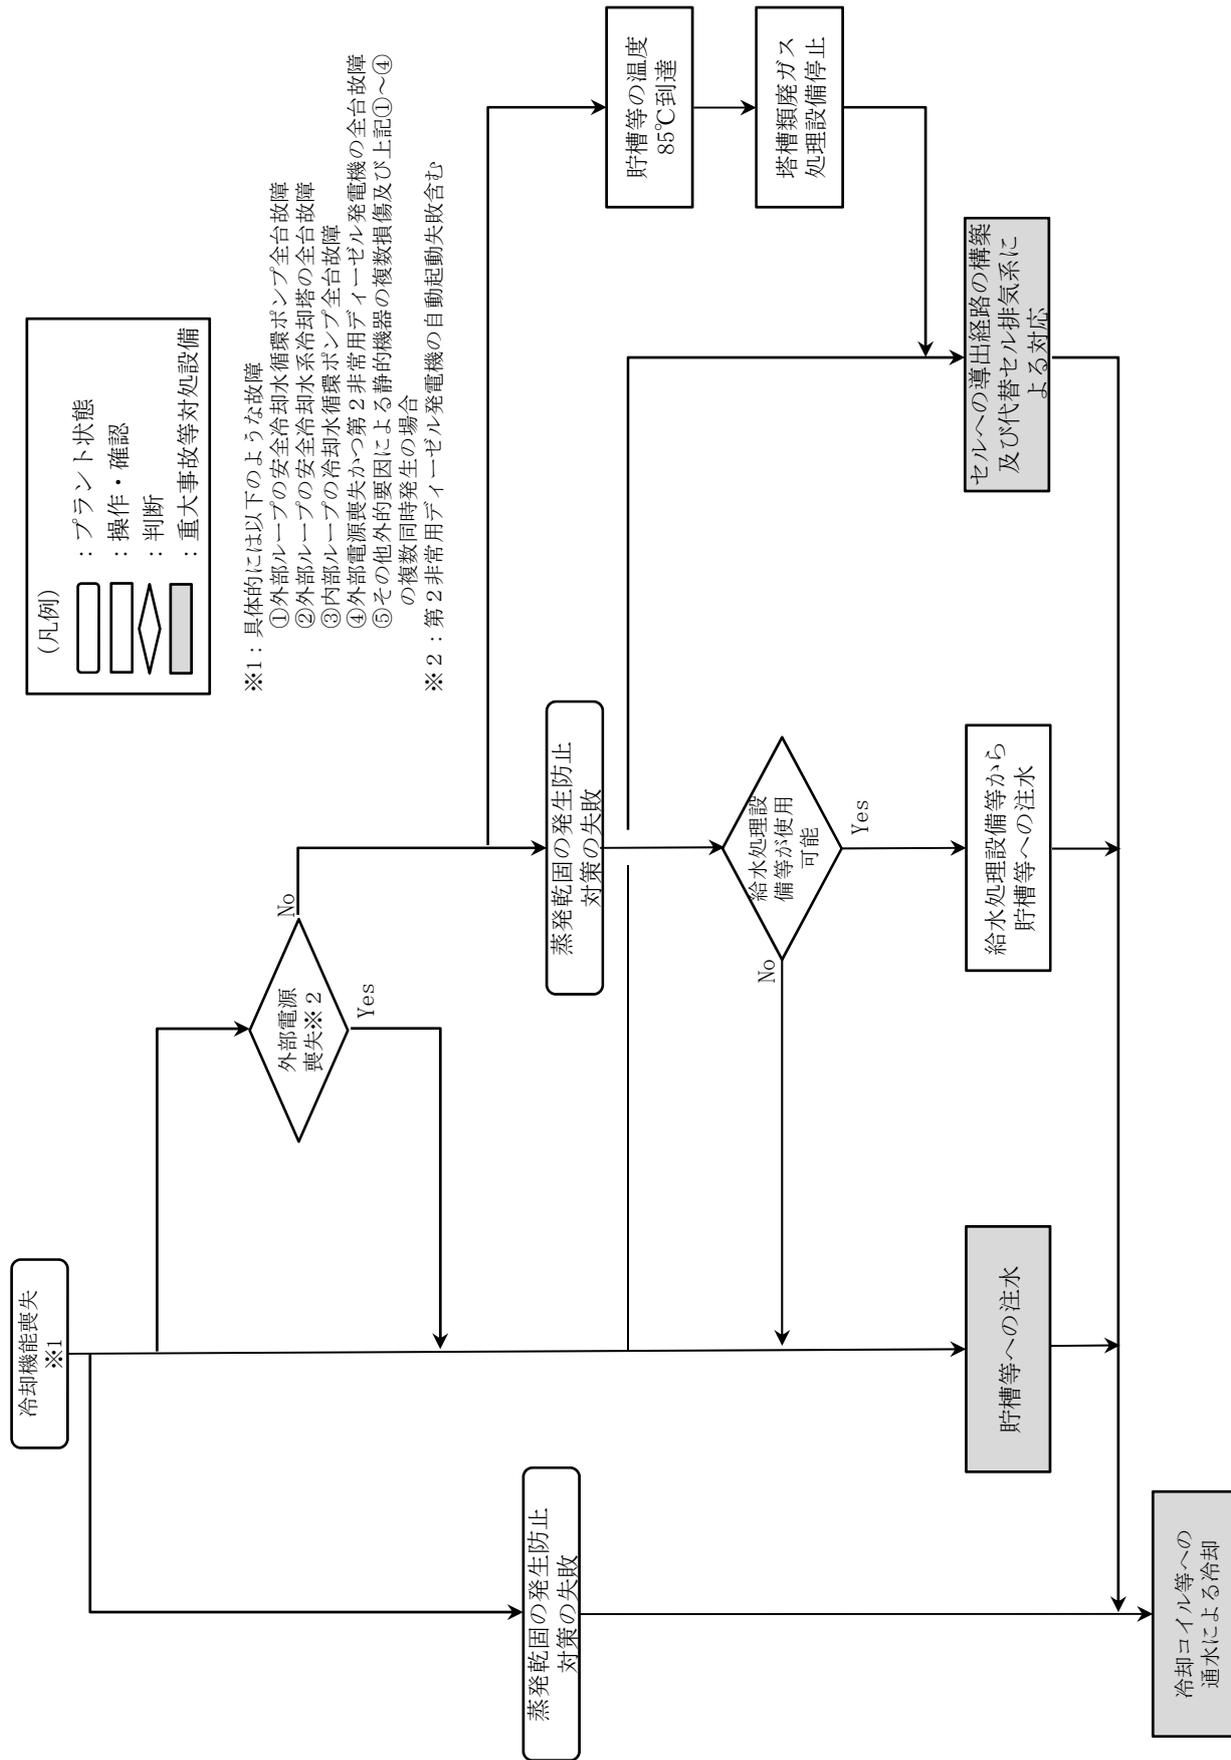 (凡例)
：プラント状態
：操作・確認
：判断
：重大事故等対処設備
※1：具体的には以下のような故障
①外部ループの安全冷却水循環ポンプ全台故障
②外部ループの安全冷却水系冷却塔の全台故障
③内部ループの冷却水循環ポンプ全台故障
④外部電源喪失かつ第２非常用ディーゼル発電機の全台故障
⑤その他外的要因による静的機器の複数損傷及び上記①～④
の複数同時発生の場合
※２：第２非常用ディーゼル発電機の自動起動失敗含む
冷却機能喪失
※1
外部電源
喪失※２
No
Yes
蒸発乾固の発生防止
対策の失敗
蒸発乾固の発生防止
対策の失敗
貯槽等の温度
85℃到達
塔槽類廃ガス
処理設備停止
給水処理設
備等が使用
可能
No
Yes
貯槽等への注水
給水処理設備等から
貯槽等への注水
セルへの導出経路の構築
及び代替セル排気系に
よる対応
冷却コイル等への
通水による冷却